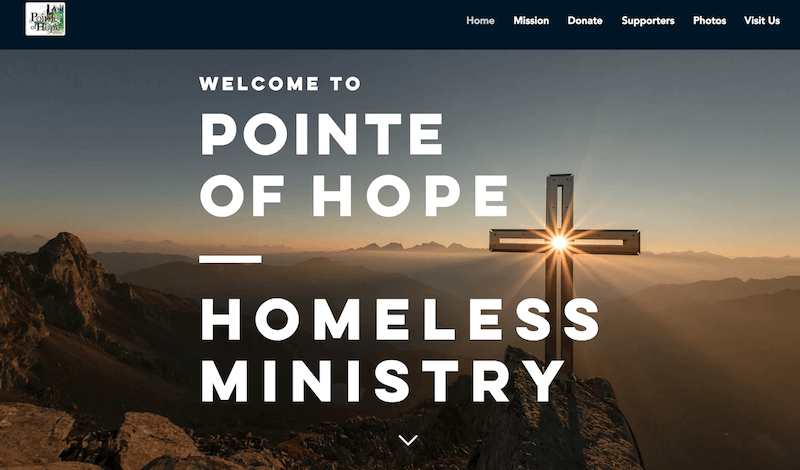 Pointe
of Hope
Home Mission Donate Supporters Photos Visit Us
WELCOME TO
POINTE
OF HOPE
HOMELESS
MINISTRY